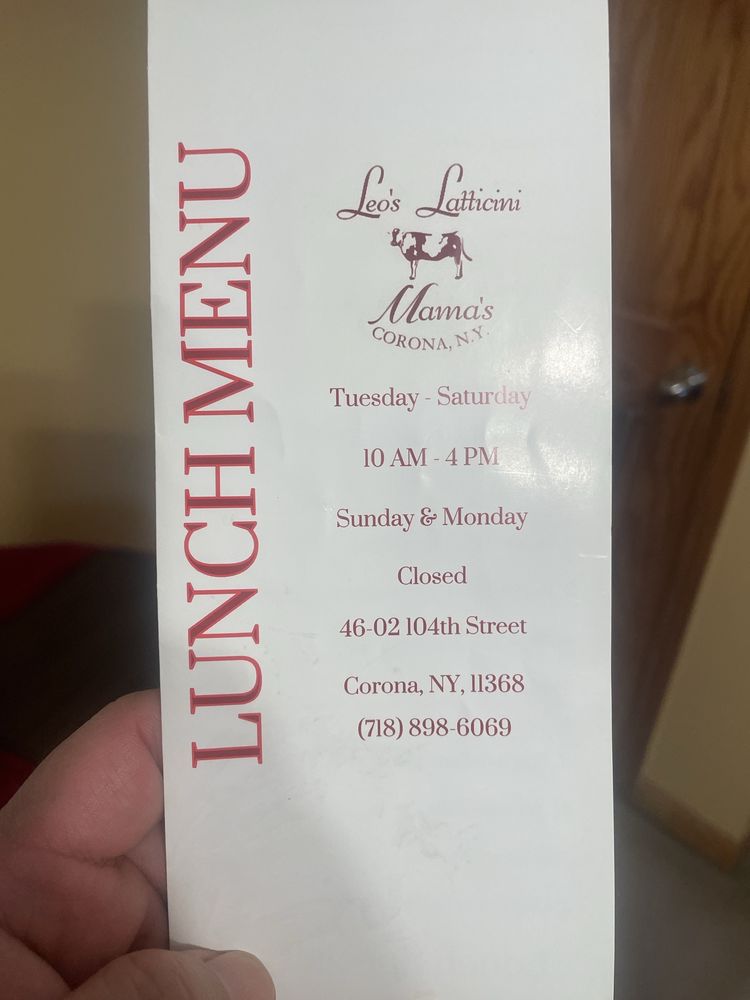 LUNCH MENU
Leo's Latticini
Mama's
CORONA, N.Y.
Tuesday - Saturday
10 AM - 4 PM
Sunday & Monday
Closed
46-02 104th Street
Corona, NY, 11368
(718) 898-6069